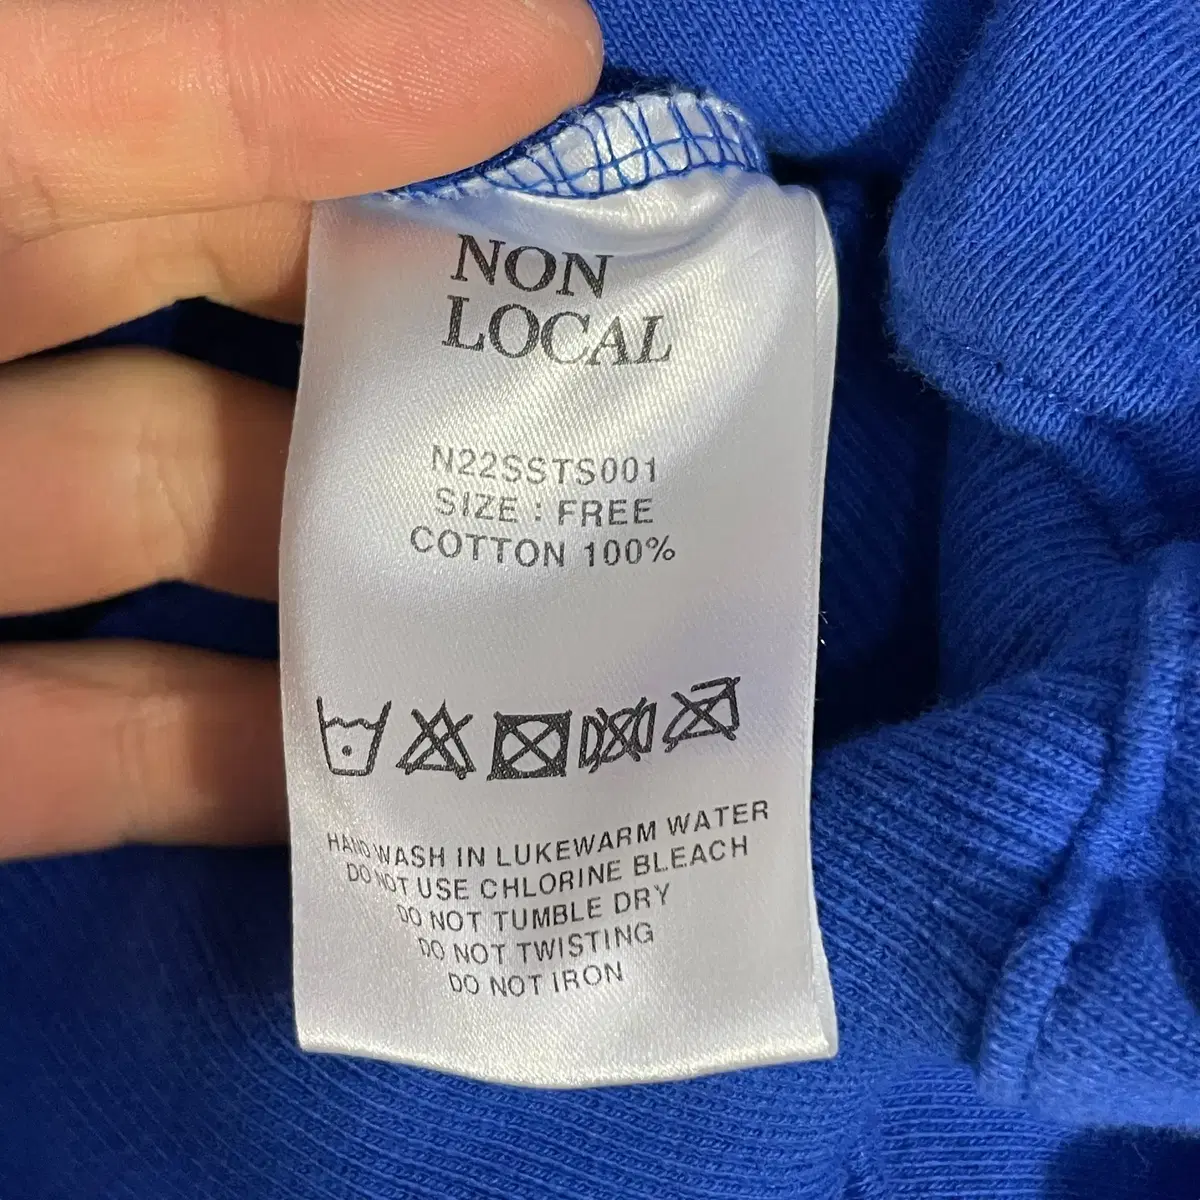 NON
LOCAL
N22SSTS001
SIZE : FREE
COTTON 100%
HAND WASH IN LUKEWARM WATER
DO NOT USE CHLORINE BLEACH
DO NOT TUMBLE DRY
DO NOT TWISTING
DO NOT IRON